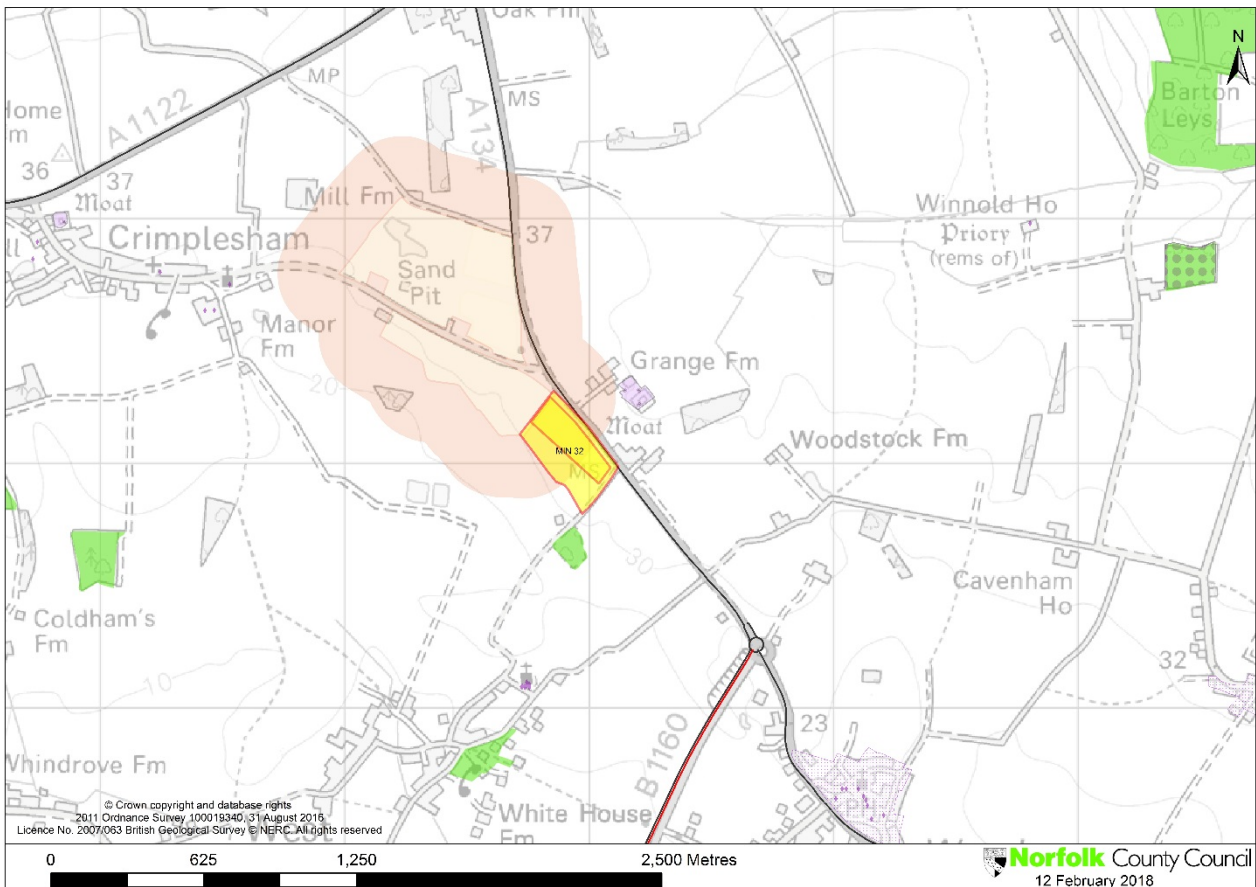 Oak Fm
N
MP
MS
Barton
Leys
A 1122
A 134
36
37
Moat
Mill Fm
Winnold Ho
Priory
(rems of)
37
Crimplesham
Sand
Pit
Manor
Fm
20
Grange Fm
Moat
MIN 32
MS
Woodstock Fm
30
Cavenham
Ho
Coldham's
Fm
10
32
23
B 1160
Whindrove Fm
White House
Fm
West
© Crown copyright and database rights
2011 Ordnance Survey 100019340, 31 August 2016
Licence No. 2007/063 British Geological Survey © NERC. All rights reserved
0 625 1,250 2,500 Metres
Norfolk County Council
12 February 2018